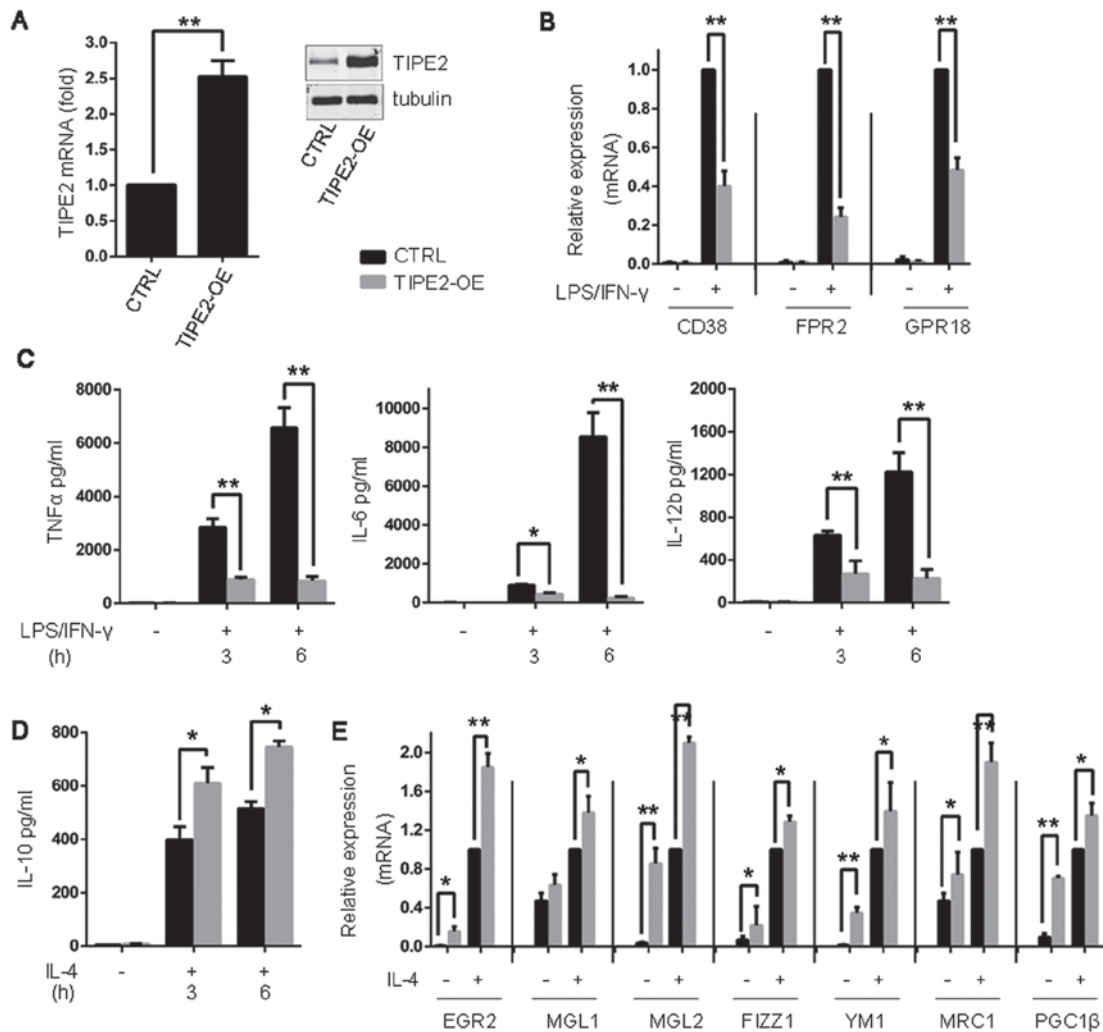 A
**
TIPE2 mRNA (fold)
3.0
2.5
2.0
1.5
1.0
0.5
0.0
CTRL
TIPE2-OE
TIPE2
tubulin
CTRL
TIPE2-OE
CTRL
TIPE2-OE
B
** ** **
Relative expression
(mRNA)
1.0
0.8
0.6
0.4
0.2
0.0
LPS/IFN-γ - + - + - +
CD38 FPR2 GPR18
C
TNFα pg/ml
8000
6000
4000
2000
0
** **
IL-6 pg/ml
10000
8000
6000
4000
2000
0
* **
IL-12b pg/ml
2000
1600
1200
800
400
0
** **
LPS/IFN-γ - + + - + + - + +
(h) 3 6 3 6 3 6
D
IL-10 pg/ml
800
600
400
200
0
* *
IL-4 - + +
(h) 3 6
E
Relative expression
(mRNA)
2.0
1.6
1.2
0.8
0.4
0.0
* ** * ** ** * * ** * * ** ** *
IL-4 - + - + - + - + - + - + - +
EGR2 MGL1 MGL2 FIZZ1 YM1 MRC1 PGC1β